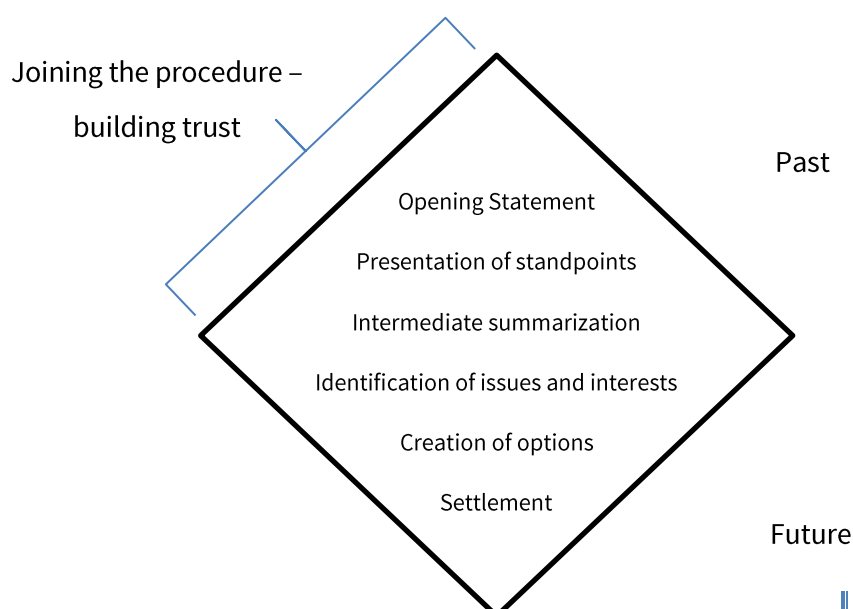 Joining the procedure –
building trust
Past
Opening Statement
Presentation of standpoints
Intermediate summarization
Identification of issues and interests
Creation of options
Settlement
Future